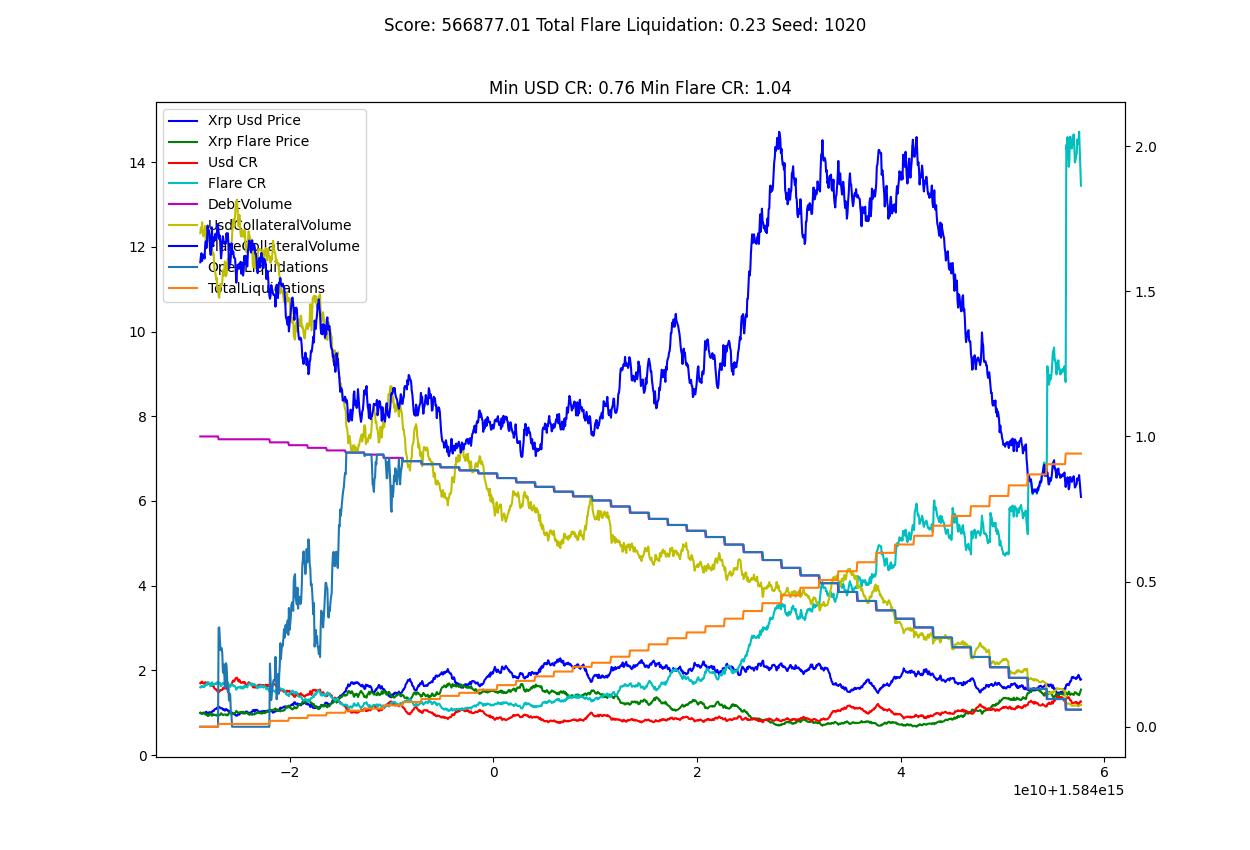 Score: 566877.01 Total Flare Liquidation: 0.23 Seed: 1020
Min USD CR: 0.76 Min Flare CR: 1.04
Xrp Usd Price
Xrp Flare Price
Usd CR
Flare CR
DebtVolume
UsdCollateralVolume
FlareCollateralVolume
OpenLiquidations
TotalLiquidations
14
12
10
8
6
4
2
0
2.0
1.5
1.0
0.5
0.0
−2
0
2
4
6
1e10+1.584e15